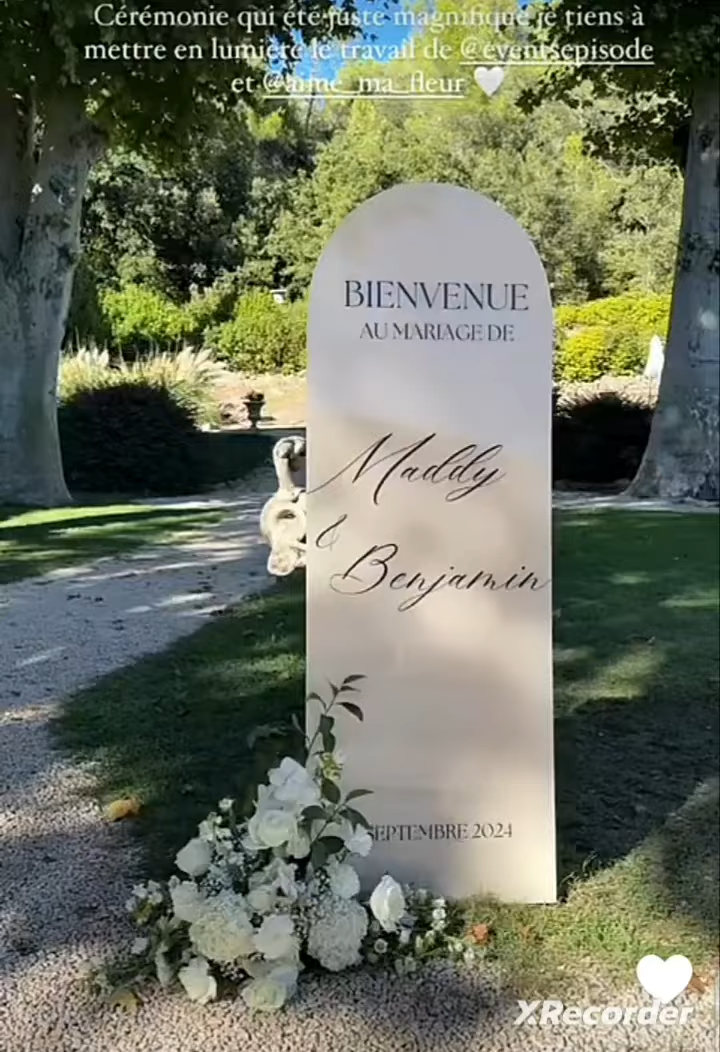 Cérémonie qui été juste magnifique je tiens à
mettre en lumière le travail de @eventsepisode
et @aime_ma_fleur
BIENVENUE
AU MARIAGE DE
Maddy
&
Benjamin
SEPTEMBRE 2024
XRecorder